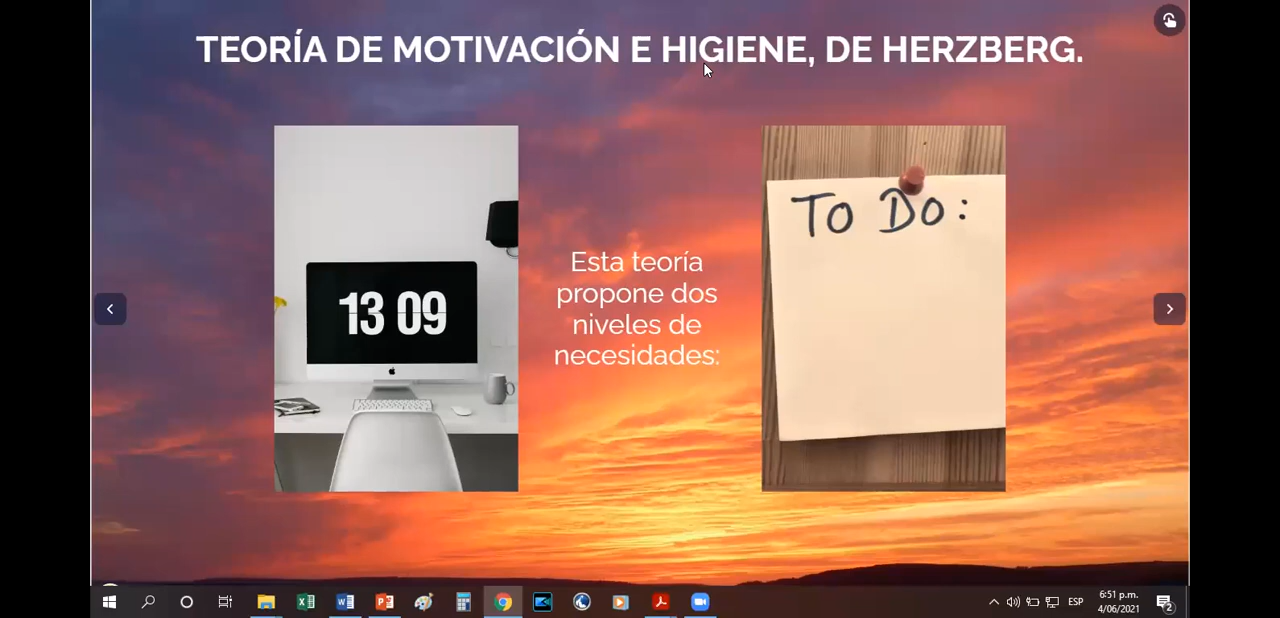 TEORÍA DE MOTIVACIÓN E HIGIENE, DE HERZBERG.
13 09
Esta teoría
propone dos
niveles de
necesidades:
To Do:
ESP
6:51 p.m.
4/06/2021
2